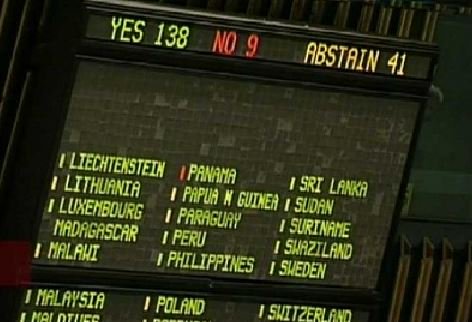 YES 138 NO 9 ABSTAIN 41
LIECHTENSTEIN PANAMA SRI LANKA
LITHUANIA PAPUA N GUINEA SUDAN
LUXEMBOURG PARAGUAY SURINAME
MADAGASCAR PERU SWAZILAND
MALAWI PHILIPPINES SWEDEN
MALAYSIA POLAND SWITZERLAND
MALDIVES